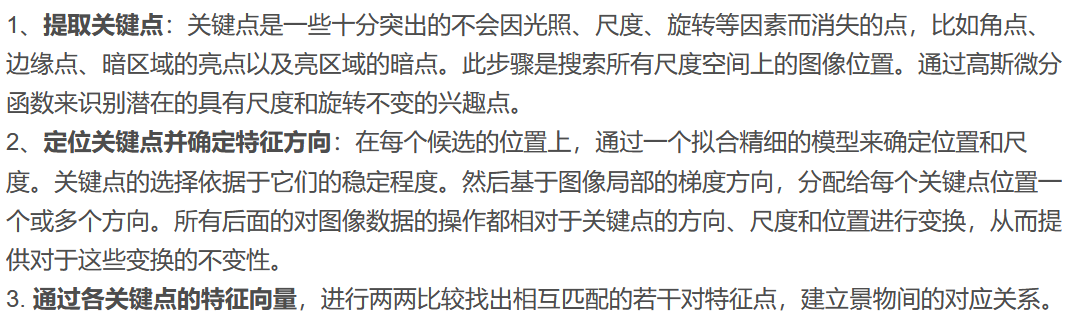 1、提取关键点：关键点是一些十分突出的不会因光照、尺度、旋转等因素而消失的点，比如角点、
边缘点、暗区域的亮点以及亮区域的暗点。此步骤是搜索所有尺度空间上的图像位置。通过高斯微分
函数来识别潜在的具有尺度和旋转不变的兴趣点。
2、定位关键点并确定特征方向：在每个候选的位置上，通过一个拟合精细的模型来确定位置和尺
度。关键点的选择依据于它们的稳定程度。然后基于图像局部的梯度方向，分配给每个关键点位置一
个或多个方向。所有后面的对图像数据的操作都相对于关键点的方向、尺度和位置进行变换，从而提
供对于这些变换的不变性。
3. 通过各关键点的特征向量，进行两两比较找出相互匹配的若干对特征点，建立景物间的对应关系。